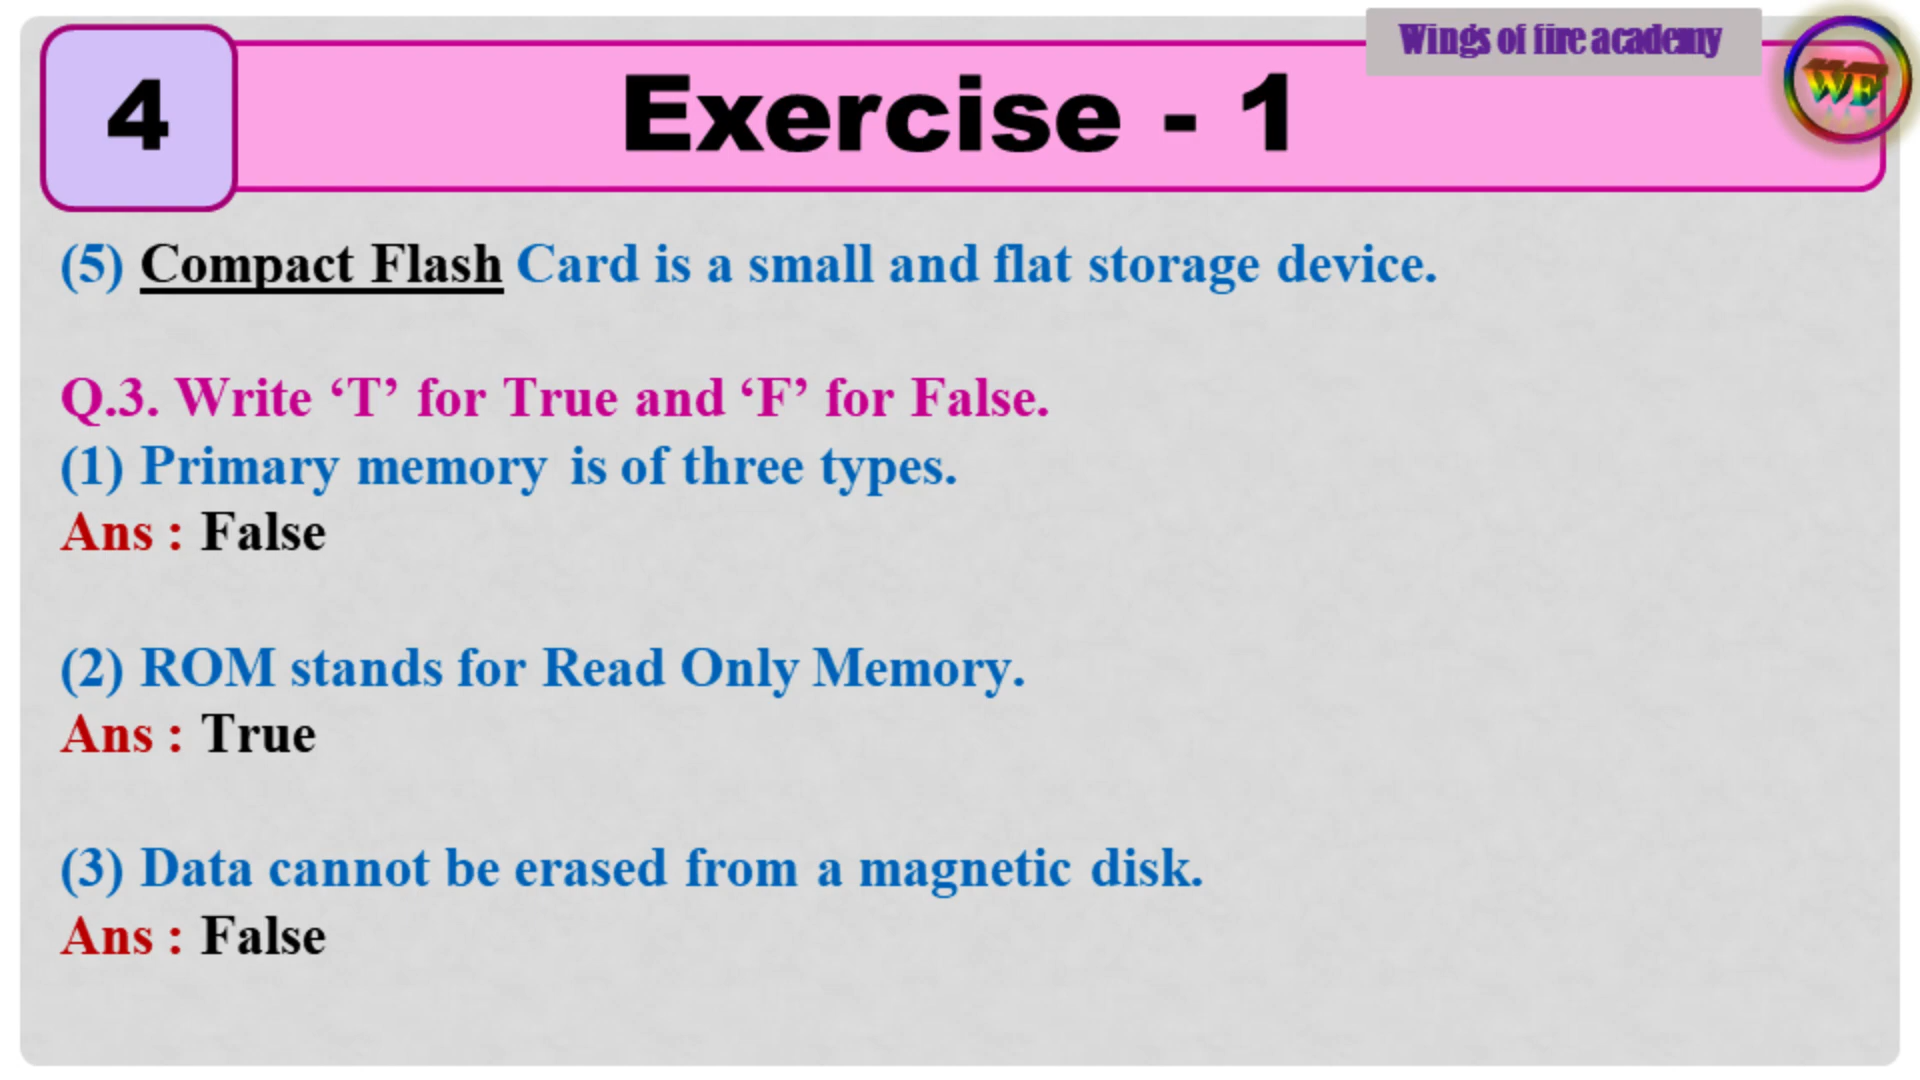 Wings of fire academy
WF
4
Exercise - 1
(5) Compact Flash Card is a small and flat storage device.
Q.3. Write ‘T’ for True and ‘F’ for False.
(1) Primary memory is of three types.
Ans : False
(2) ROM stands for Read Only Memory.
Ans : True
(3) Data cannot be erased from a magnetic disk.
Ans : False